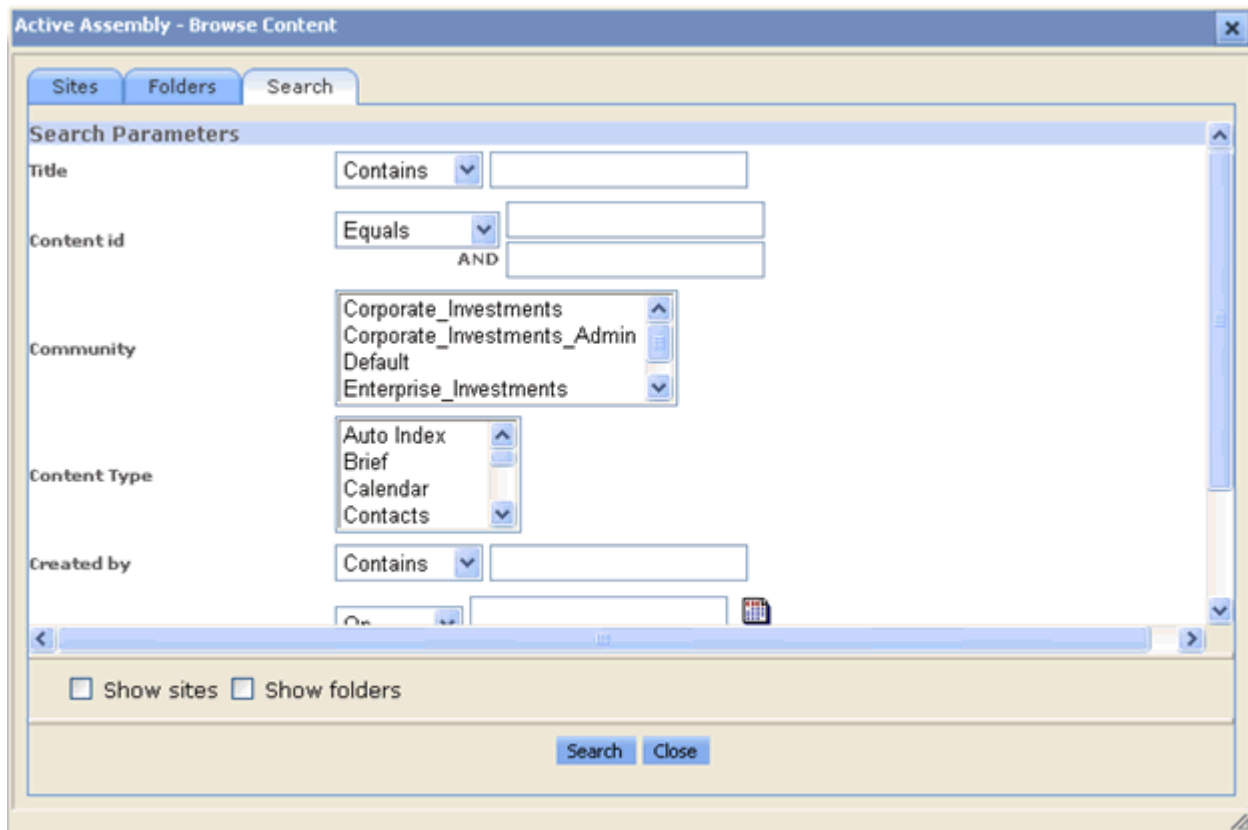 Active Assembly - Browse Content
Sites Folders Search
Search Parameters
Title Contains
Content id Equals
AND
Community
Corporate_Investments
Corporate_Investments_Admin
Default
Enterprise_Investments
Content Type
Auto Index
Brief
Calendar
Contacts
Created by Contains
On
Show sites Show folders
Search Close